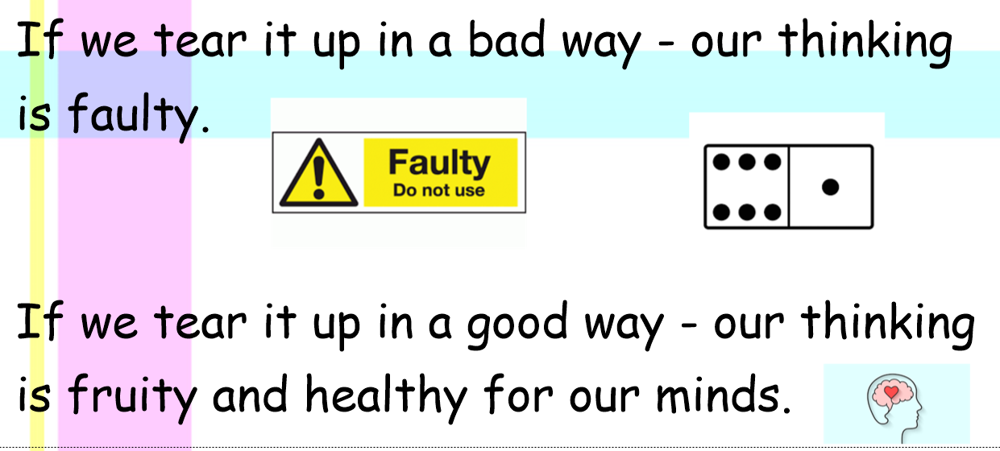 If we tear it up in a bad way - our thinking
is faulty.
Faulty
Do not use
If we tear it up in a good way - our thinking
is fruity and healthy for our minds.